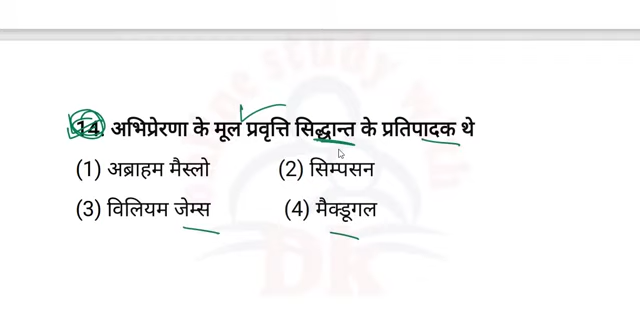 14. अभिप्रेरणा के मूल प्रवृत्ति सिद्धान्त के प्रतिपादक थे
(1) अब्राहम मैस्लो (2) सिम्पसन
(3) विलियम जेम्स (4) मैक्डूगल